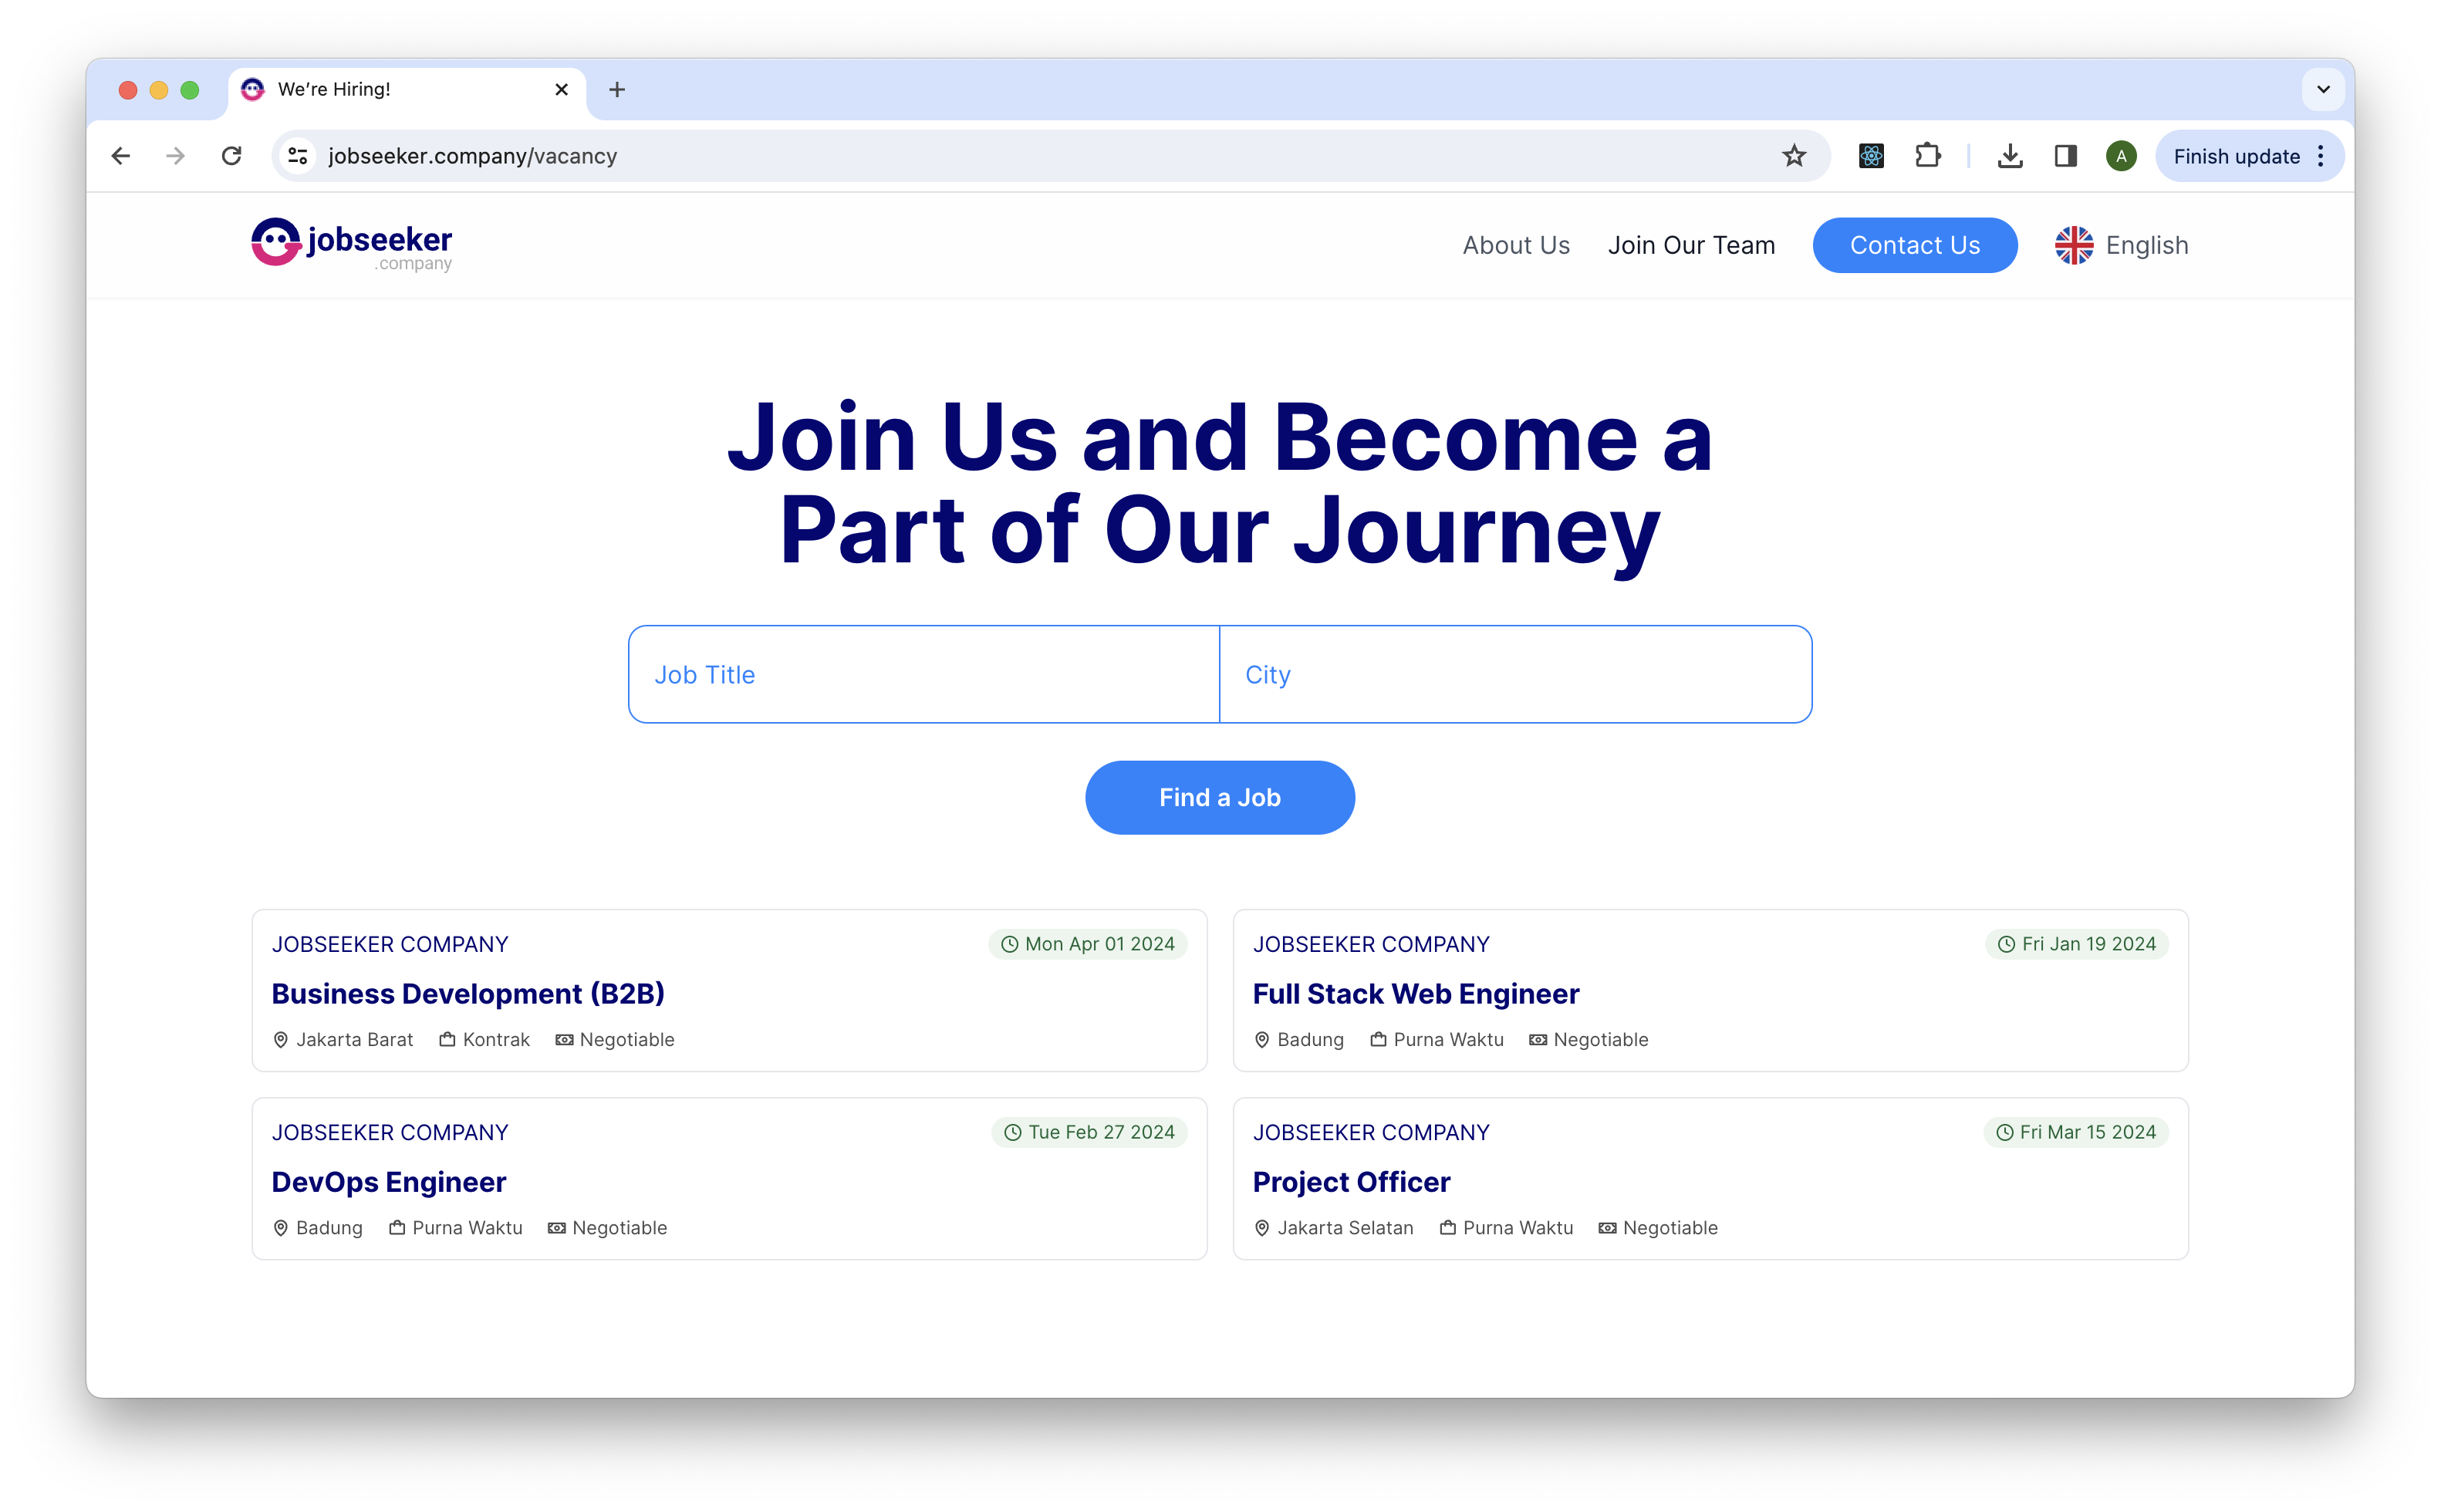 We're Hiring!
jobseeker.company/vacancy
A
Finish update
jobseeker
.company
About Us
Join Our Team
Contact Us
English
Join Us and Become a
Part of Our Journey
Job Title
City
Find a Job
JOBSEEKER COMPANY
Mon Apr 01 2024
Business Development (B2B)
Jakarta Barat
Kontrak
Negotiable
JOBSEEKER COMPANY
Fri Jan 19 2024
Full Stack Web Engineer
Badung
Purna Waktu
Negotiable
JOBSEEKER COMPANY
Tue Feb 27 2024
DevOps Engineer
Badung
Purna Waktu
Negotiable
JOBSEEKER COMPANY
Fri Mar 15 2024
Project Officer
Jakarta Selatan
Purna Waktu
Negotiable